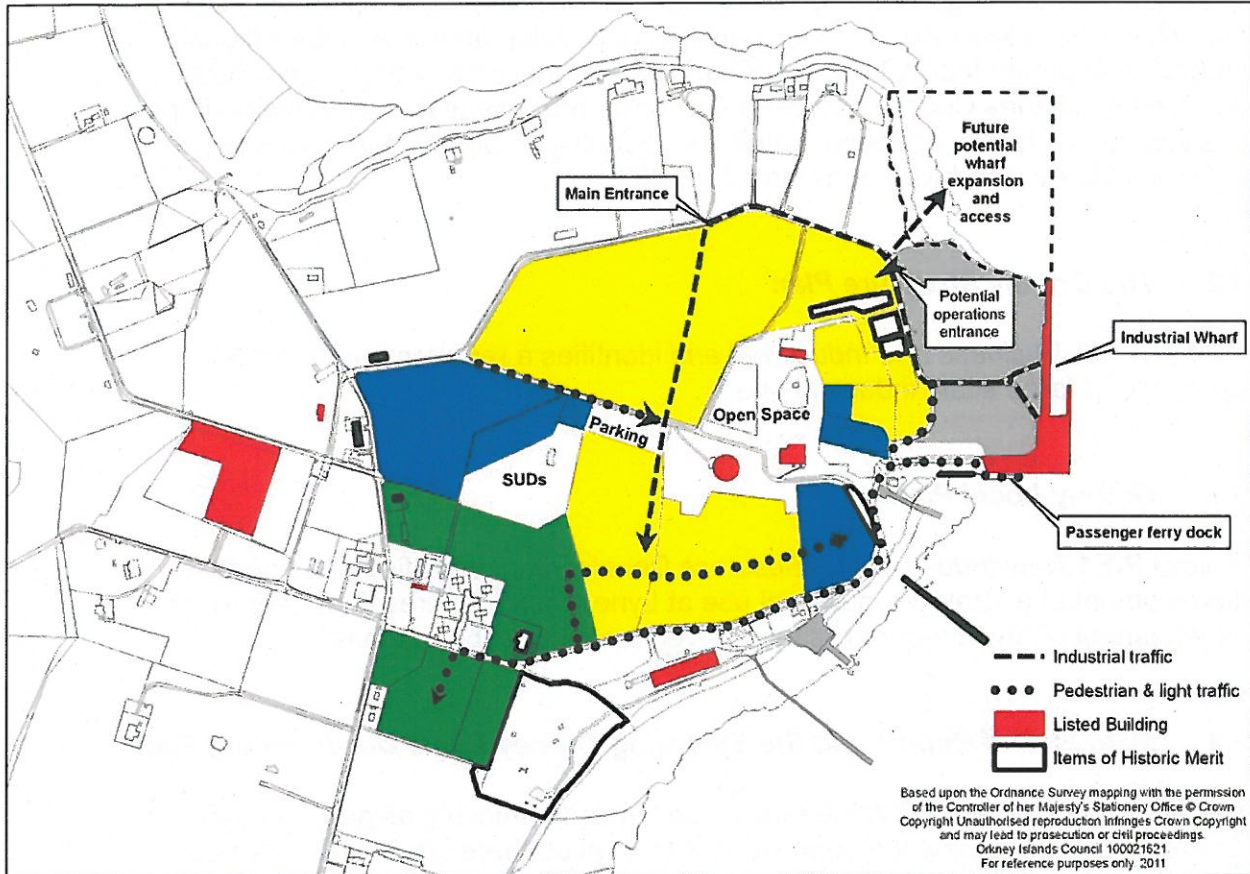 Future
potential
wharf
expansion
and
access
Main Entrance
Potential
operations
entrance
Industrial Wharf
Open Space
Parking
SUDs
Passenger ferry dock
Industrial traffic
Pedestrian & light traffic
Listed Building
Items of Historic Merit
Based upon the Ordnance Survey mapping with the permission
of the Controller of her Majesty's Stationery Office © Crown
Copyright Unauthorised reproduction infringes Crown Copyright
and may lead to prosecution or civil proceedings.
Orkney Islands Council 100021621
For reference purposes only 2011